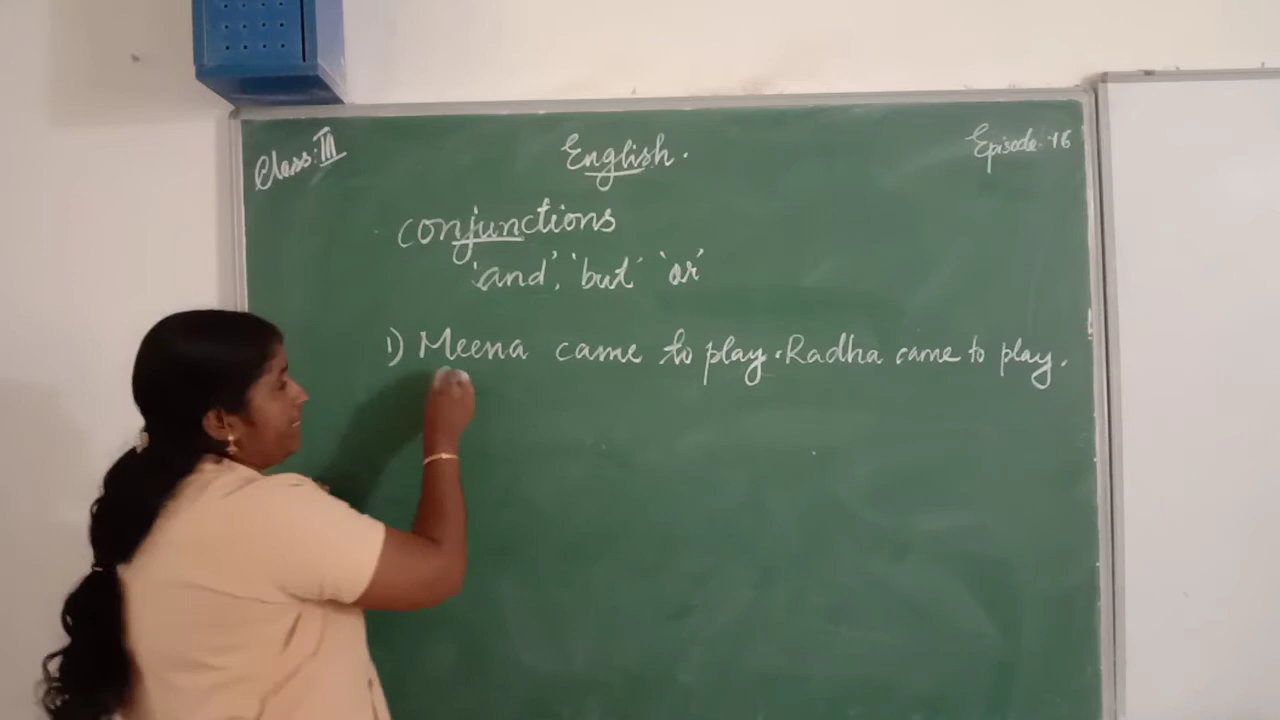 Class: III English. Episode-16
conjunctions
'and', 'but' 'or'
1) Meena came to play. Radha came to play.